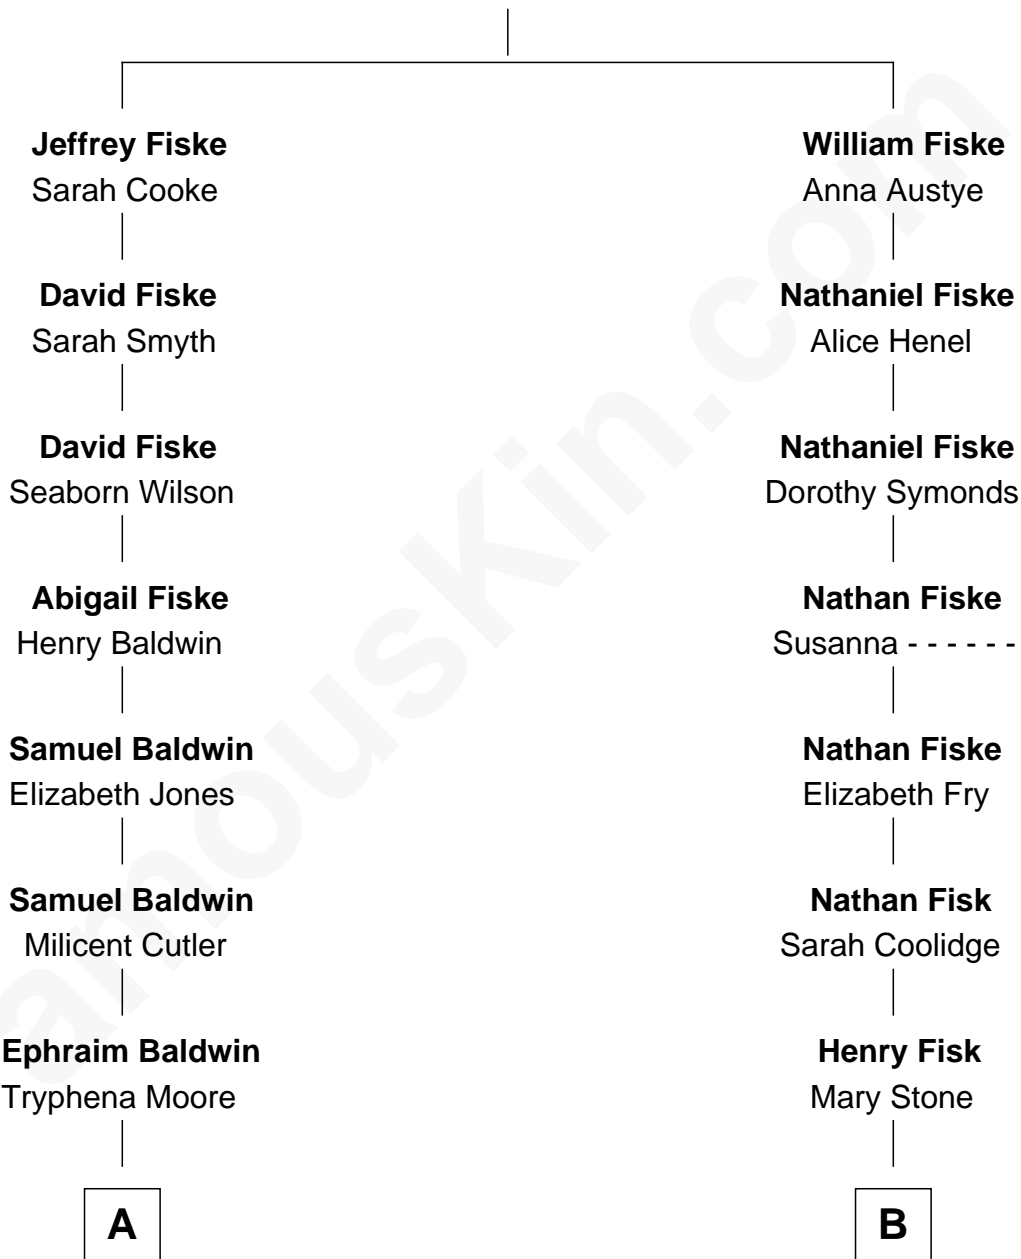 Jeffrey Fiske
Sarah Cooke
David Fiske
Sarah Smyth
David Fiske
Seaborn Wilson
Abigail Fiske
Henry Baldwin
Samuel Baldwin
Elizabeth Jones
Samuel Baldwin
Milicent Cutler
Ephraim Baldwin
Tryphena Moore
A
William Fiske
Anna Austye
Nathaniel Fiske
Alice Henel
Nathaniel Fiske
Dorothy Symonds
Nathan Fiske
Susanna - - - - - -
Nathan Fiske
Elizabeth Fry
Nathan Fisk
Sarah Coolidge
Henry Fisk
Mary Stone
B
amouskin.com